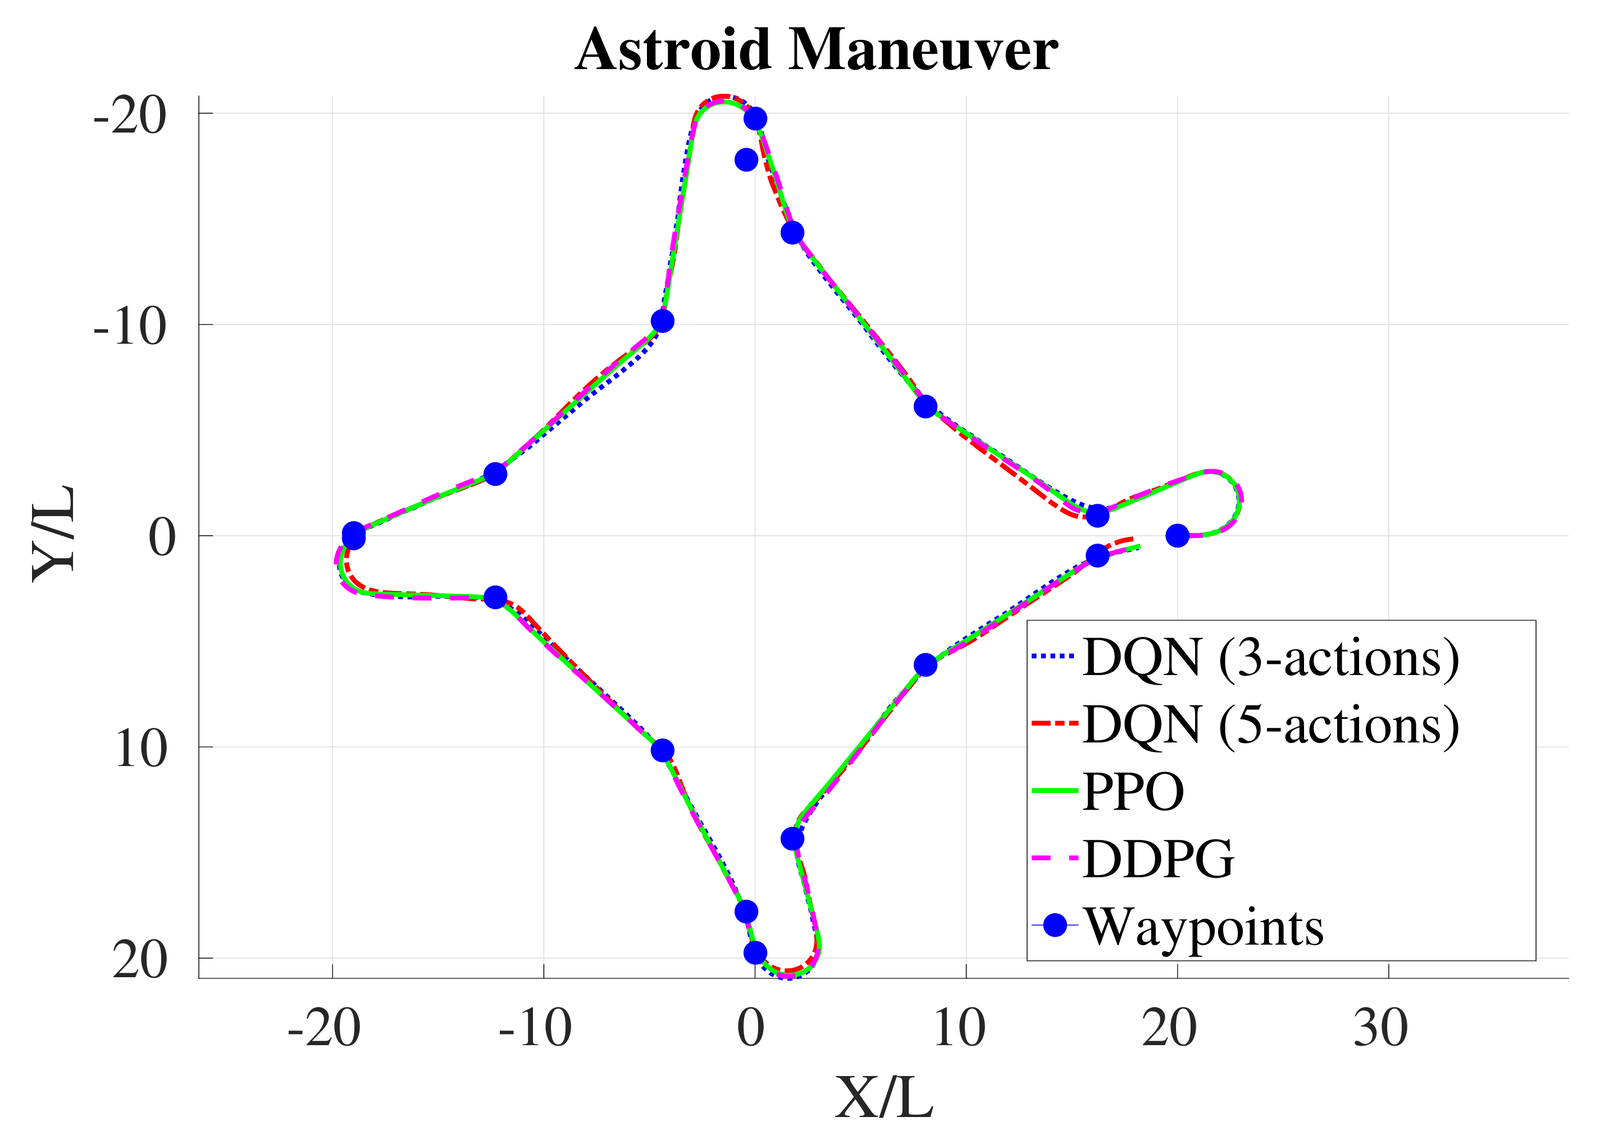 Astroid Maneuver
-20
-10
0
10
20
Y/L
DQN (3-actions)
DQN (5-actions)
PPO
DDPG
Waypoints
-20
-10
0
10
20
30
X/L